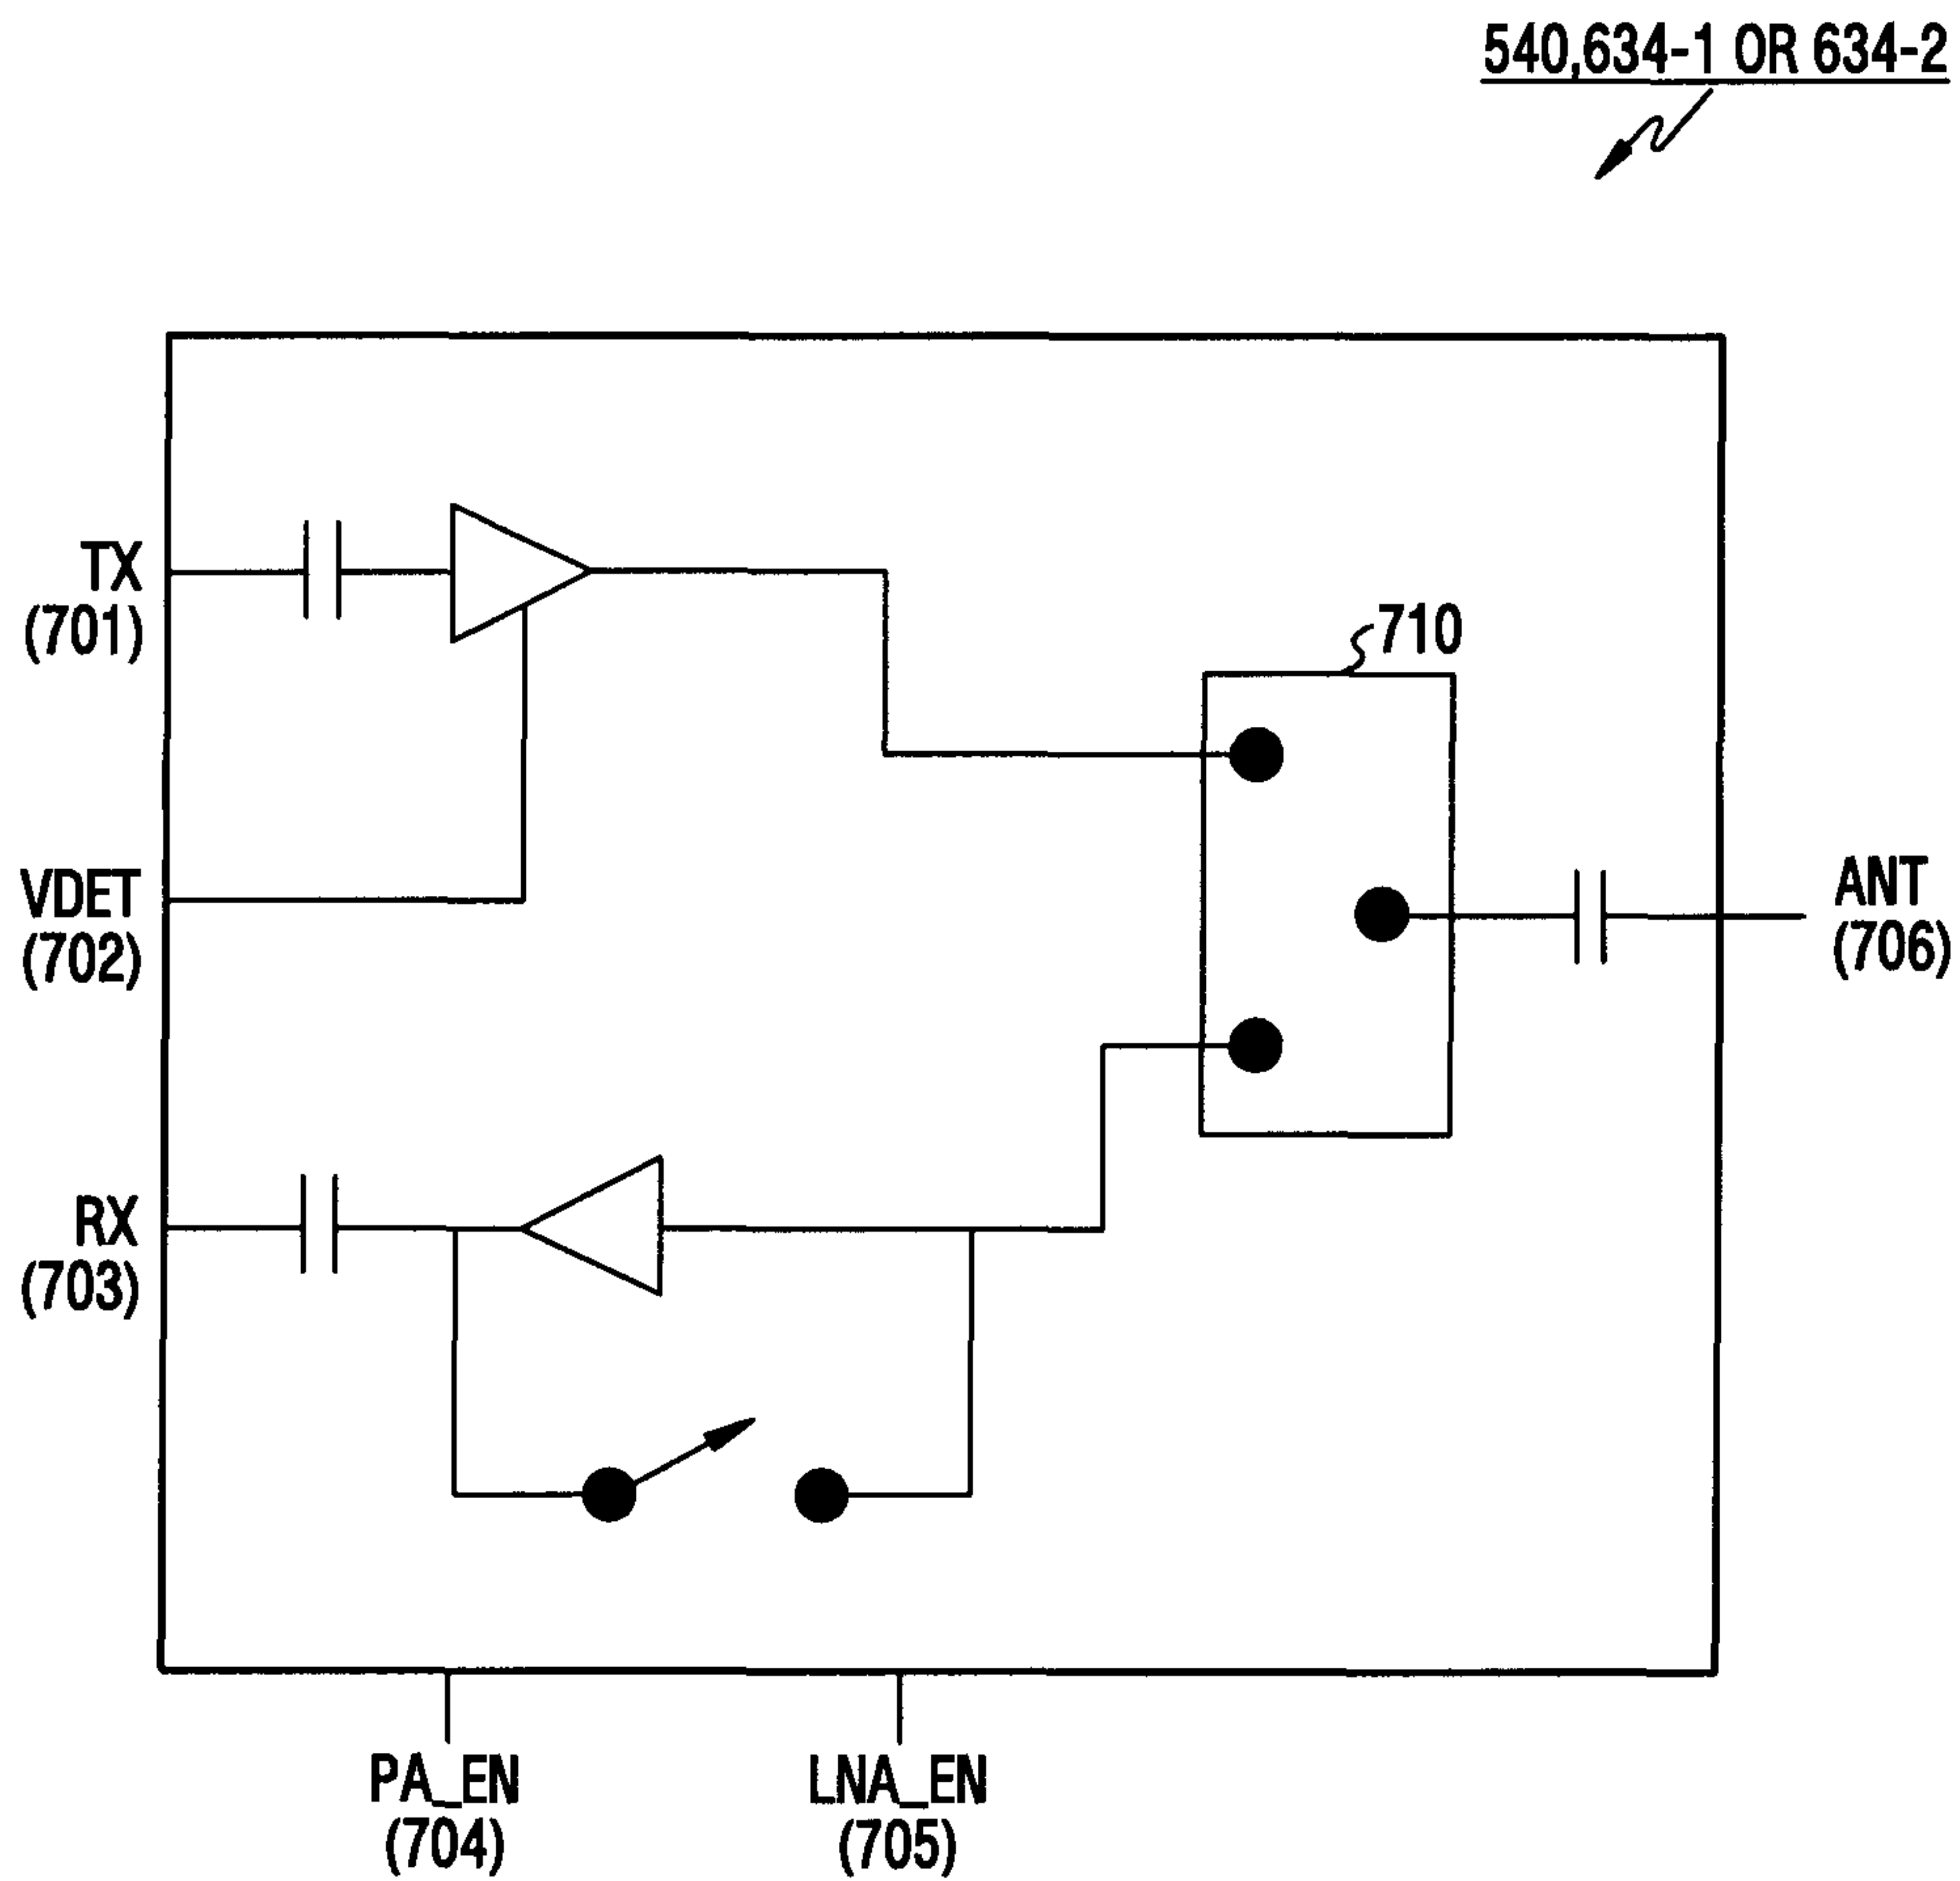 540,634-1 OR 634-2
TX
(701)
710
VDET
(702)
ANT
(706)
RX
(703)
PA_EN
(704)
LNA_EN
(705)